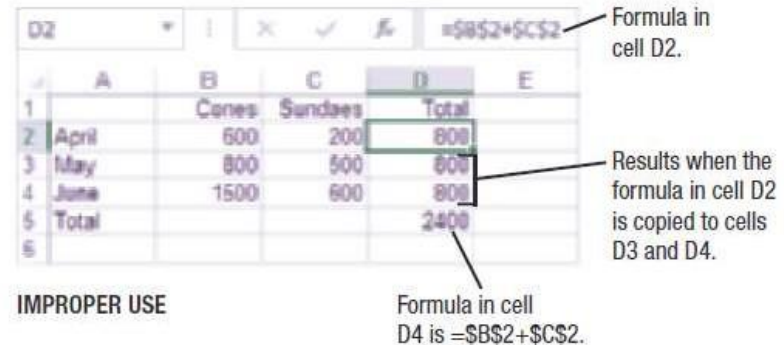 D2 =$B$2+$C$2
Formula in
cell D2.
A B C D E
1 Cones Sundaes Total
2 April 600 200 800
3 May 800 500 800
4 June 1500 600 800
5 Total 2400
6
Results when the
formula in cell D2
is copied to cells
D3 and D4.
IMPROPER USE
Formula in cell
D4 is =$B$2+$C$2.